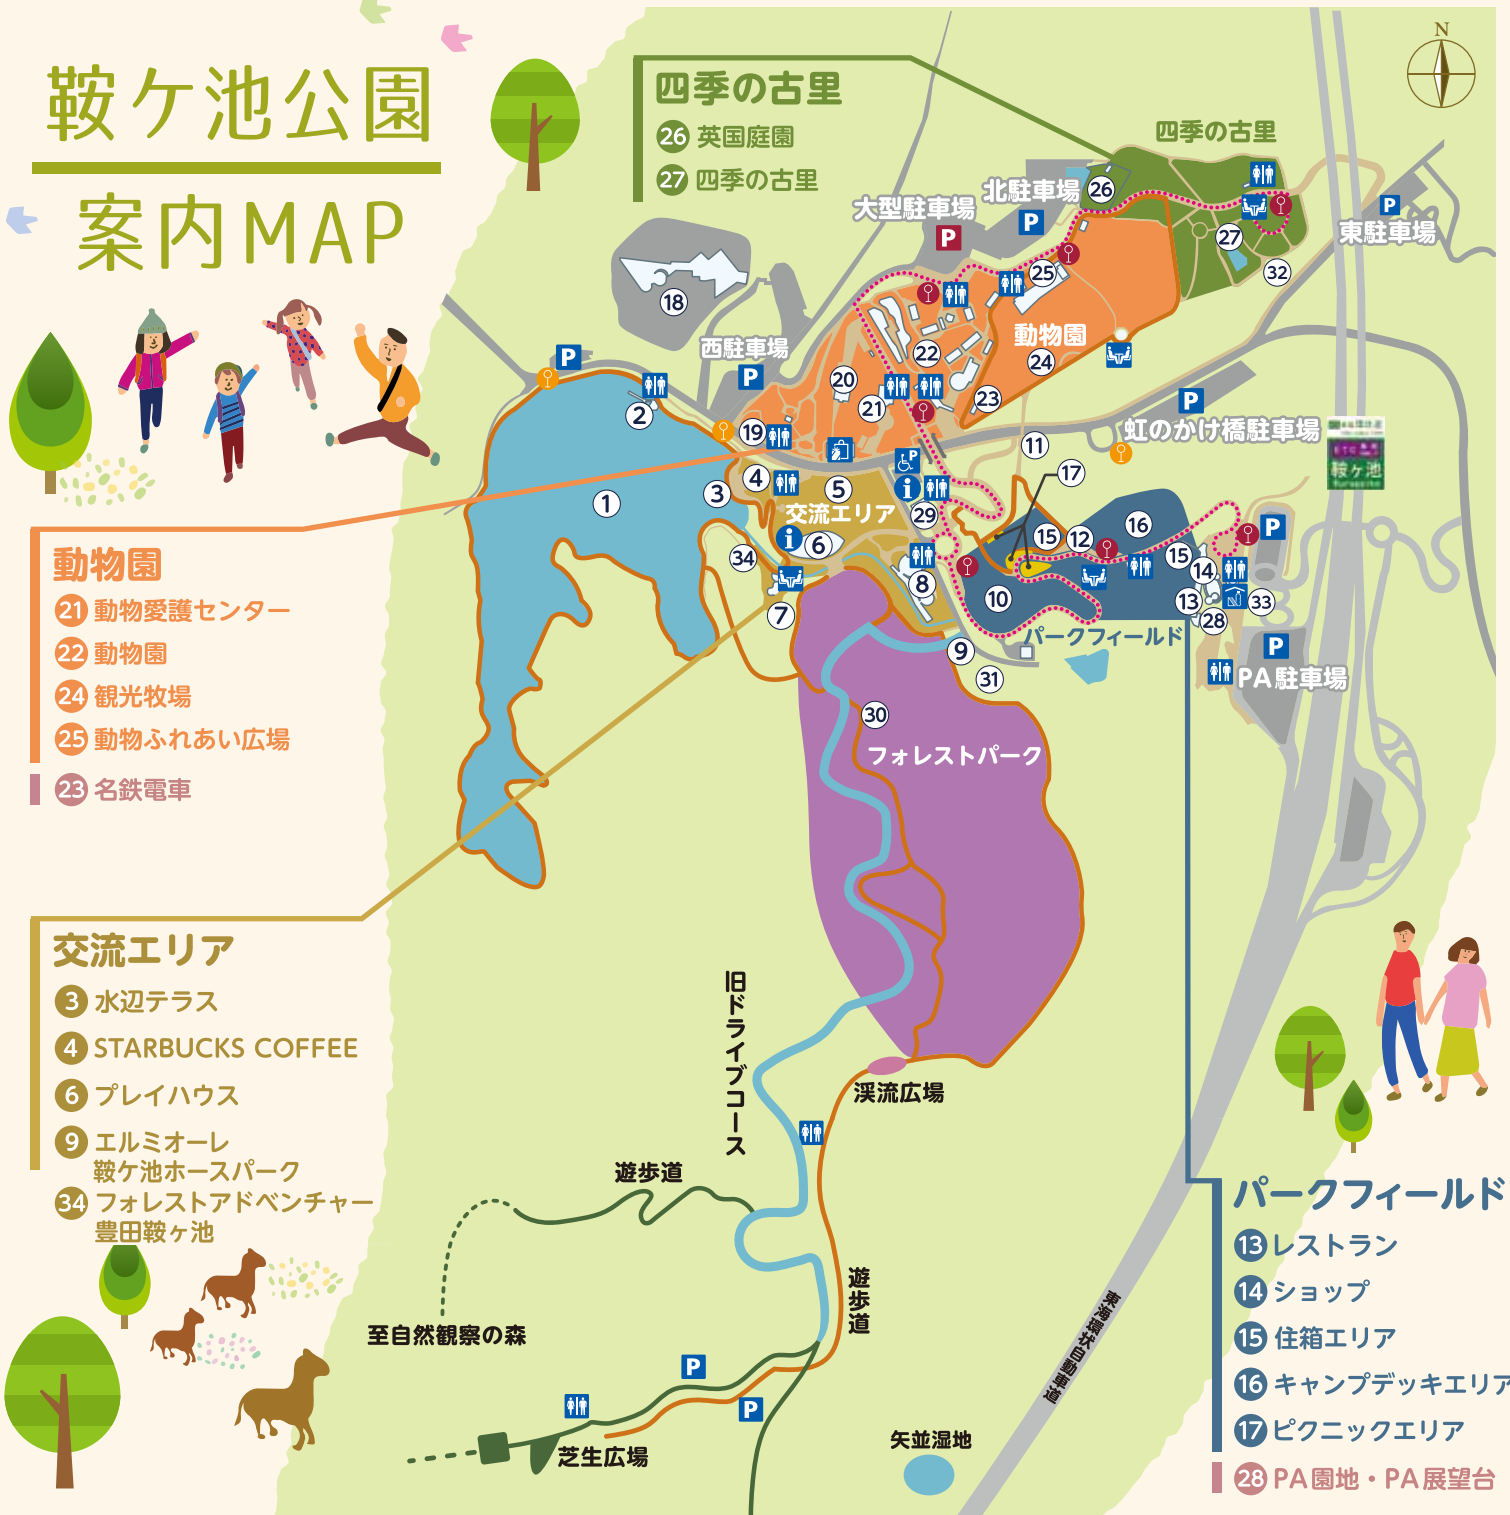 鞍ケ池公園
案内MAP
N
四季の古里
26 英国庭園
27 四季の古里
四季の古里
北駐車場
P
26
大型駐車場
P
東駐車場
P
27
32
25
18
西駐車場
P
動物園
24
22
20
21
23
P
2
19
虹のかけ橋駐車場
P
11
17
P
鞍ヶ池
4
3
5
1
29
交流エリア
6
34
7
8
15
12
16
15
14
13
28
33
P
10
パークフィールド
9
31
P
PA駐車場
30
フォレストパーク
動物園
21 動物愛護センター
22 動物園
24 観光牧場
25 動物ふれあい広場
23 名鉄電車
交流エリア
3 水辺テラス
4 STARBUCKS COFFEE
6 プレイハウス
9 エルミオーレ
鞍ケ池ホースパーク
34 フォレストアドベンチャー
豊田鞍ヶ池
旧ドライブコース
渓流広場
遊歩道
遊歩道
至自然観察の森
P
P
芝生広場
矢並湿地
東海環状自動車道
パークフィールド
13 レストラン
14 ショップ
15 住箱エリア
16 キャンプデッキエリア
17 ピクニックエリア
28 PA園地・PA展望台